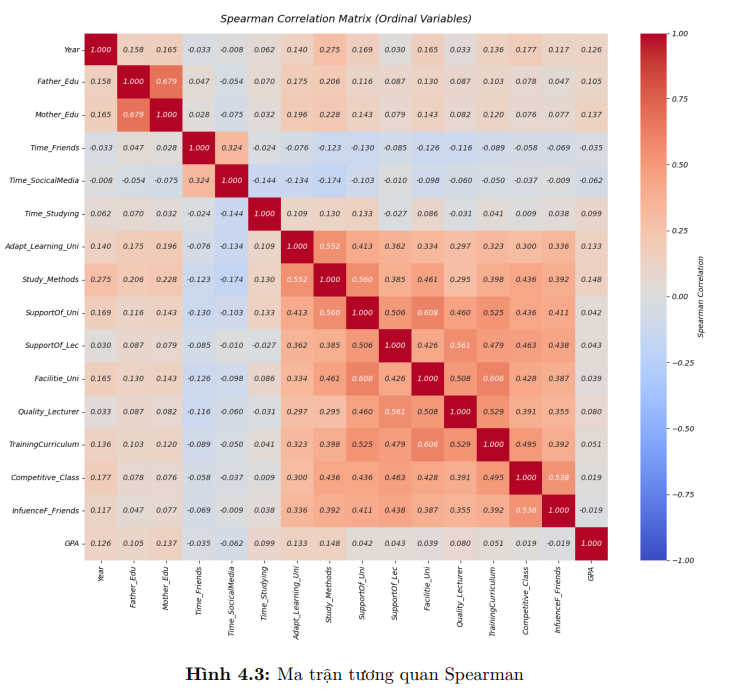 Spearman Correlation Matrix (Ordinal Variables)
Year 1.000 0.158 0.165 -0.033 -0.008 0.062 0.140 0.275 0.169 0.030 0.165 0.033 0.136 0.177 0.117 0.126
Father_Edu 0.158 1.000 0.679 0.047 -0.054 0.070 0.175 0.206 0.116 0.087 0.130 0.087 0.103 0.078 0.047 0.105
Mother_Edu 0.165 0.679 1.000 0.028 -0.075 0.032 0.196 0.228 0.143 0.079 0.143 0.082 0.120 0.076 0.077 0.137
Time_Friends -0.033 0.047 0.028 1.000 0.324 -0.024 -0.076 -0.123 -0.130 -0.085 -0.126 -0.116 -0.089 -0.058 -0.069 -0.035
Time_SocicalMedia -0.008 -0.054 -0.075 0.324 1.000 -0.144 -0.134 -0.174 -0.103 -0.010 -0.098 -0.060 -0.050 -0.037 -0.009 -0.062
Time_Studying 0.062 0.070 0.032 -0.024 -0.144 1.000 0.109 0.130 0.133 -0.027 0.086 -0.031 0.041 0.009 0.038 0.099
Adapt_Learning_Uni 0.140 0.175 0.196 -0.076 -0.134 0.109 1.000 0.552 0.413 0.362 0.334 0.297 0.323 0.300 0.336 0.133
Study_Methods 0.275 0.206 0.228 -0.123 -0.174 0.130 0.552 1.000 0.560 0.385 0.461 0.295 0.398 0.436 0.392 0.148
SupportOf_Uni 0.169 0.116 0.143 -0.130 -0.103 0.133 0.413 0.560 1.000 0.506 0.608 0.460 0.525 0.436 0.411 0.042
SupportOf_Lec 0.030 0.087 0.079 -0.085 -0.010 -0.027 0.362 0.385 0.506 1.000 0.426 0.561 0.479 0.463 0.438 0.043
Facilitie_Uni 0.165 0.130 0.143 -0.126 -0.098 0.086 0.334 0.461 0.608 0.426 1.000 0.508 0.606 0.428 0.387 0.039
Quality_Lecturer 0.033 0.087 0.082 -0.116 -0.060 -0.031 0.297 0.295 0.460 0.561 0.508 1.000 0.529 0.391 0.355 0.080
TrainingCurriculum 0.136 0.103 0.120 -0.089 -0.050 0.041 0.323 0.398 0.525 0.479 0.606 0.529 1.000 0.495 0.392 0.051
Competitive_Class 0.177 0.078 0.076 -0.058 -0.037 0.009 0.300 0.436 0.436 0.463 0.428 0.391 0.495 1.000 0.538 0.019
InfuenceF_Friends 0.117 0.047 0.077 -0.069 -0.009 0.038 0.336 0.392 0.411 0.438 0.387 0.355 0.392 0.538 1.000 -0.019
GPA 0.126 0.105 0.137 -0.035 -0.062 0.099 0.133 0.148 0.042 0.043 0.039 0.080 0.051 0.019 -0.019 1.000
Year Father_Edu Mother_Edu Time_Friends Time_SocicalMedia Time_Studying Adapt_Learning_Uni Study_Methods SupportOf_Uni SupportOf_Lec Facilitie_Uni Quality_Lecturer TrainingCurriculum Competitive_Class InfuenceF_Friends GPA
1.00
0.75
0.50
0.25
0.00
−0.25
−0.50
−0.75
−1.00
Spearman Correlation
Hình 4.3: Ma trận tương quan Spearman